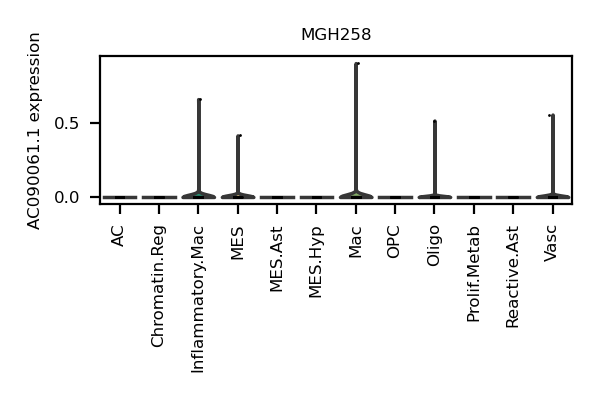 MGH258
AC090061.1 expression
0.5
0.0
AC
Chromatin.Reg
Inflammatory.Mac
MES
MES.Ast
MES.Hyp
Mac
OPC
Oligo
Prolif.Metab
Reactive.Ast
Vasc